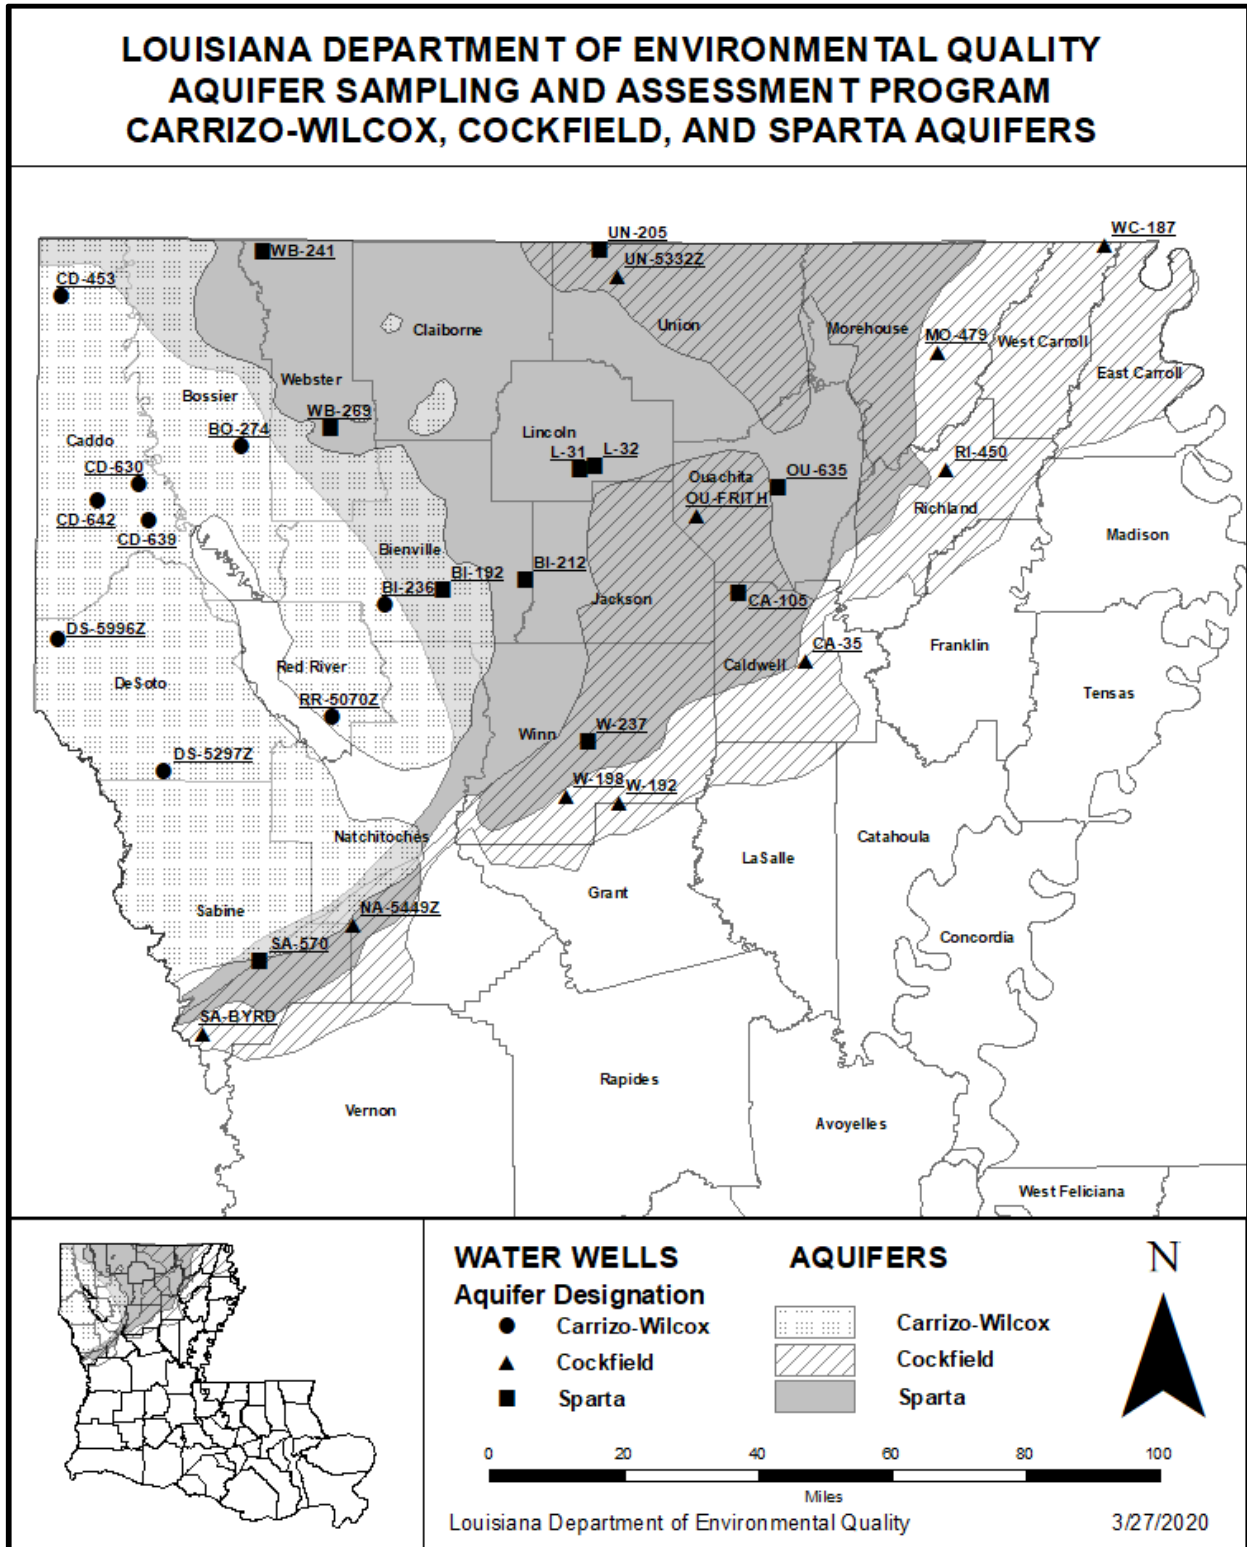 LOUISIANA DEPARTMENT OF ENVIRONMENTAL QUALITY
AQUIFER SAMPLING AND ASSESSMENT PROGRAM
CARRIZO-WILCOX, COCKFIELD, AND SPARTA AQUIFERS
UN-205
WC-187
WB-241
UN-5332Z
CD-453
Claiborne
Union
Morehouse
MO-479
West Carroll
East Carroll
Webster
Bossier
WB-269
BO-274
Caddo
Lincoln
L-31
L-32
CD-630
Ouachita
OU-635
RI-450
OU-FRITH
Richland
CD-642
CD-639
Madison
Bienville
BI-192
BI-212
BI-236
Jackson
CA-105
DS-5996Z
CA-35
Franklin
Red River
Caldwell
DeSoto
Tensas
RR-5070Z
Winn
W-237
DS-5297Z
W-198
W-192
Natchitoches
Catahoula
LaSalle
Grant
Sabine
NA-5449Z
SA-570
Concordia
SA-BYRD
Rapides
Vernon
Avoyelles
West Feliciana
WATER WELLS
Aquifer Designation
Carrizo-Wilcox
Cockfield
Sparta
AQUIFERS
Carrizo-Wilcox
Cockfield
Sparta
N
0 20 40 60 80 100
Miles
Louisiana Department of Environmental Quality
3/27/2020